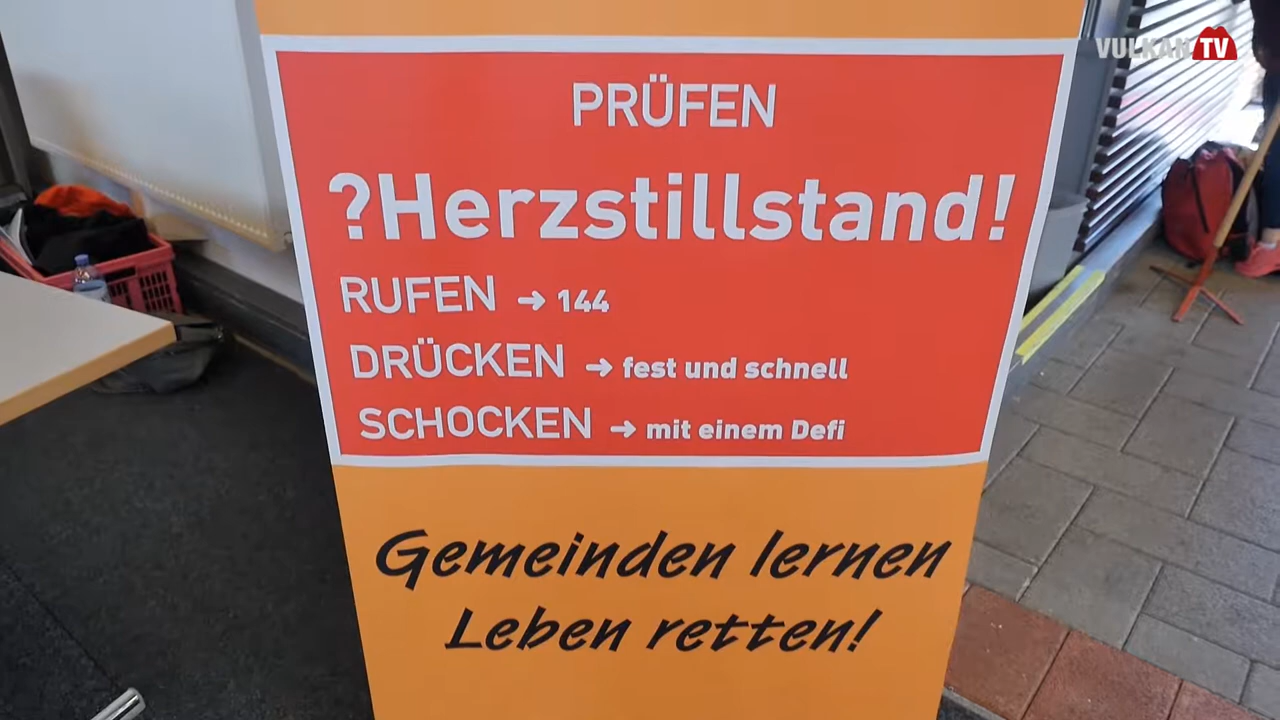 VULKAN TV
PRÜFEN
?Herzstillstand!
RUFEN → 144
DRÜCKEN → fest und schnell
SCHOCKEN → mit einem Defi
Gemeinden lernen
Leben retten!